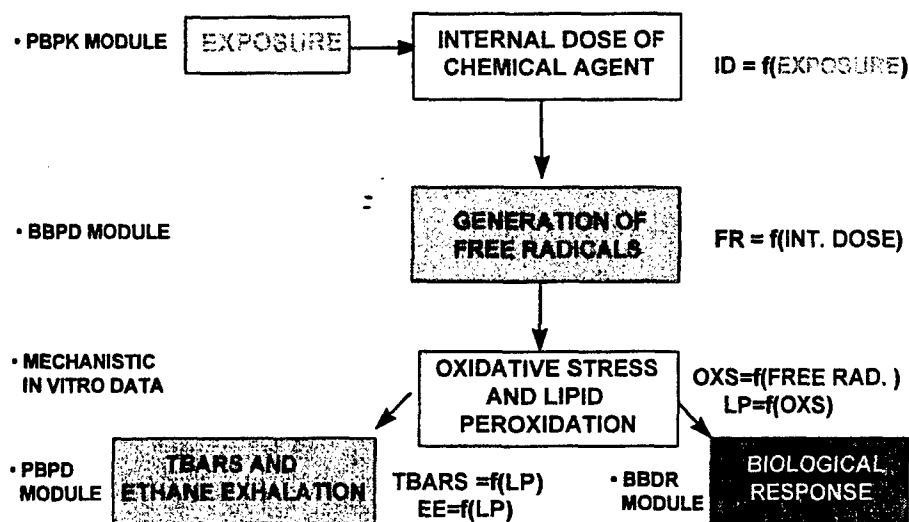 • PBPK MODULE
EXPOSURE
INTERNAL DOSE OF
CHEMICAL AGENT
ID = f(EXPOSURE)
• BBPD MODULE
GENERATION OF
FREE RADICALS
FR = f(INT. DOSE)
• MECHANISTIC
IN VITRO DATA
OXIDATIVE STRESS
AND LIPID
PEROXIDATION
OXS=f(FREE RAD. )
LP=f(OXS)
• PBPD
MODULE
TBARS AND
ETHANE EXHALATION
TBARS =f(LP)
EE=f(LP)
• BBDR
MODULE
BIOLOGICAL
RESPONSE